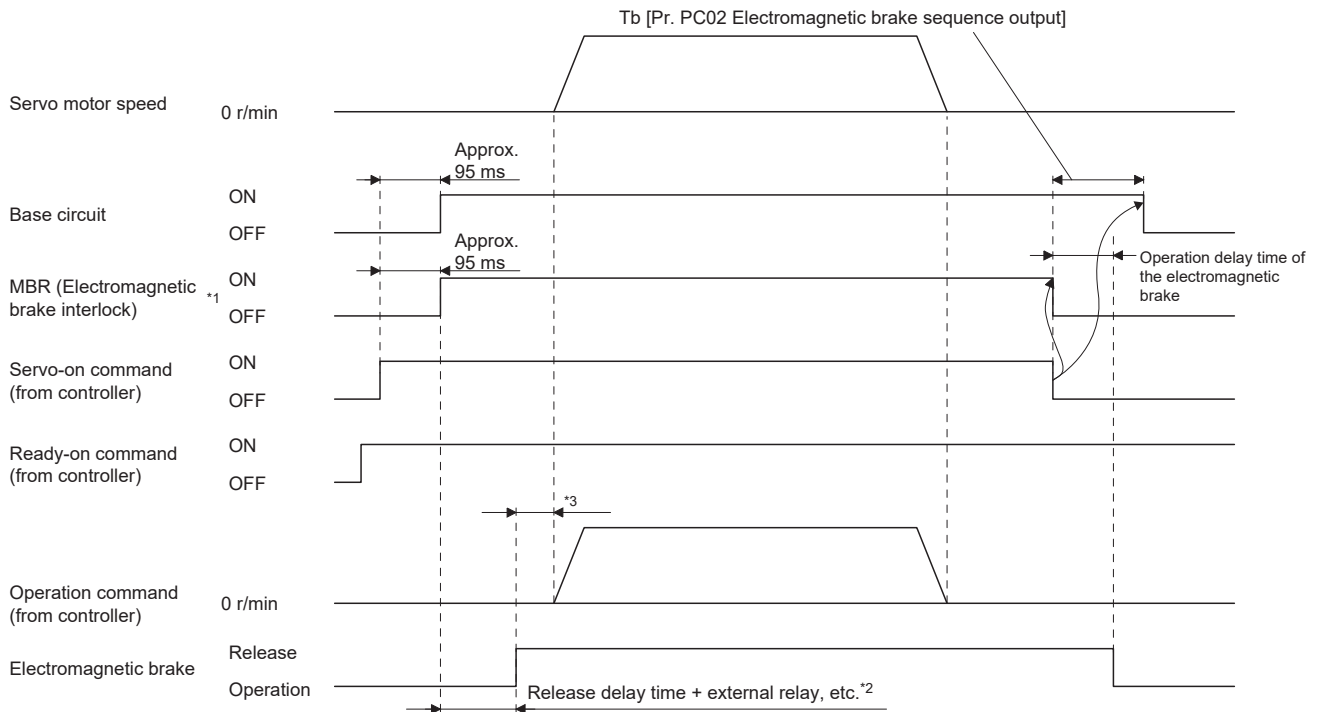 Tb [Pr. PC02 Electromagnetic brake sequence output]
Servo motor speed
0 r/min
Approx.
95 ms
Base circuit
ON
OFF
Approx.
95 ms
Operation delay time of
the electromagnetic
brake
MBR (Electromagnetic
brake interlock)
*1
ON
OFF
Servo-on command
(from controller)
ON
OFF
Ready-on command
(from controller)
ON
OFF
*3
Operation command
(from controller)
0 r/min
Electromagnetic brake
Release
Operation
Release delay time + external relay, etc.*2